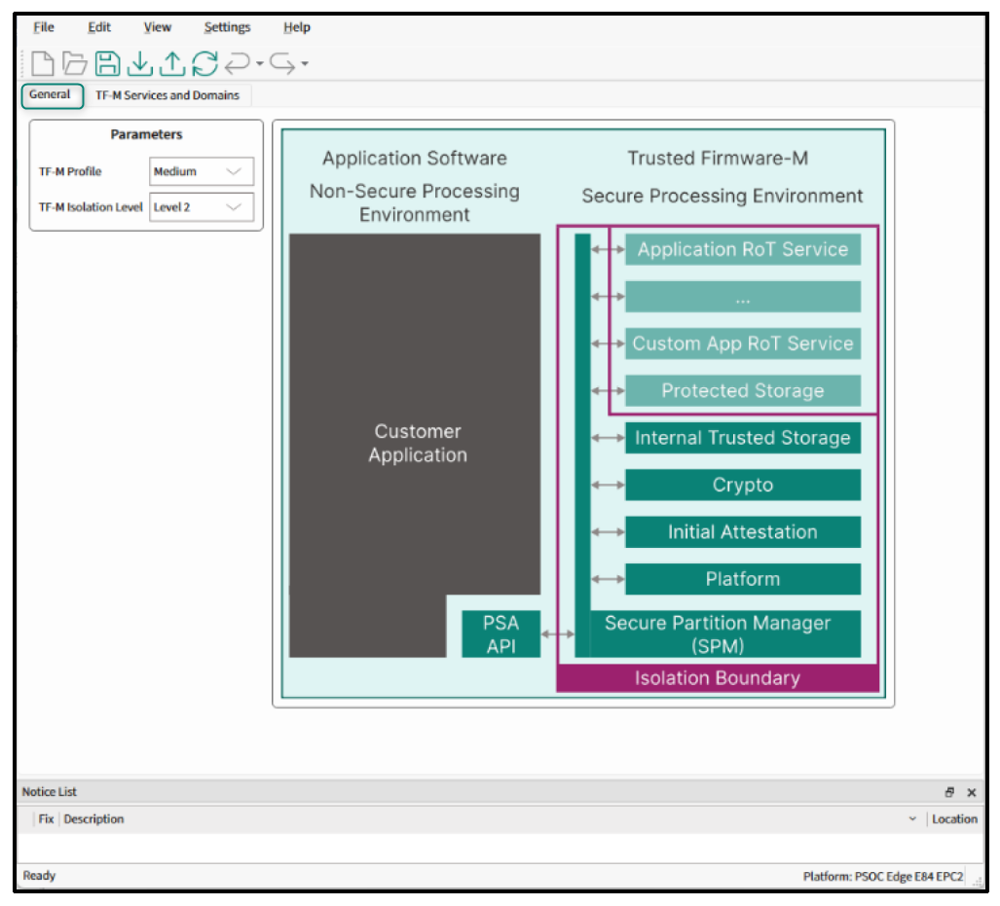 File Edit View Settings Help
General TF-M Services and Domains
Parameters
TF-M Profile Medium
TF-M Isolation Level Level 2
Application Software
Non-Secure Processing
Environment
Trusted Firmware-M
Secure Processing Environment
Application RoT Service
...
Custom App RoT Service
Protected Storage
Customer
Application
Internal Trusted Storage
Crypto
Initial Attestation
Platform
PSA
API
Secure Partition Manager
(SPM)
Isolation Boundary
Notice List
Fix Description Location
Ready Platform: PSOC Edge E84 EPC2